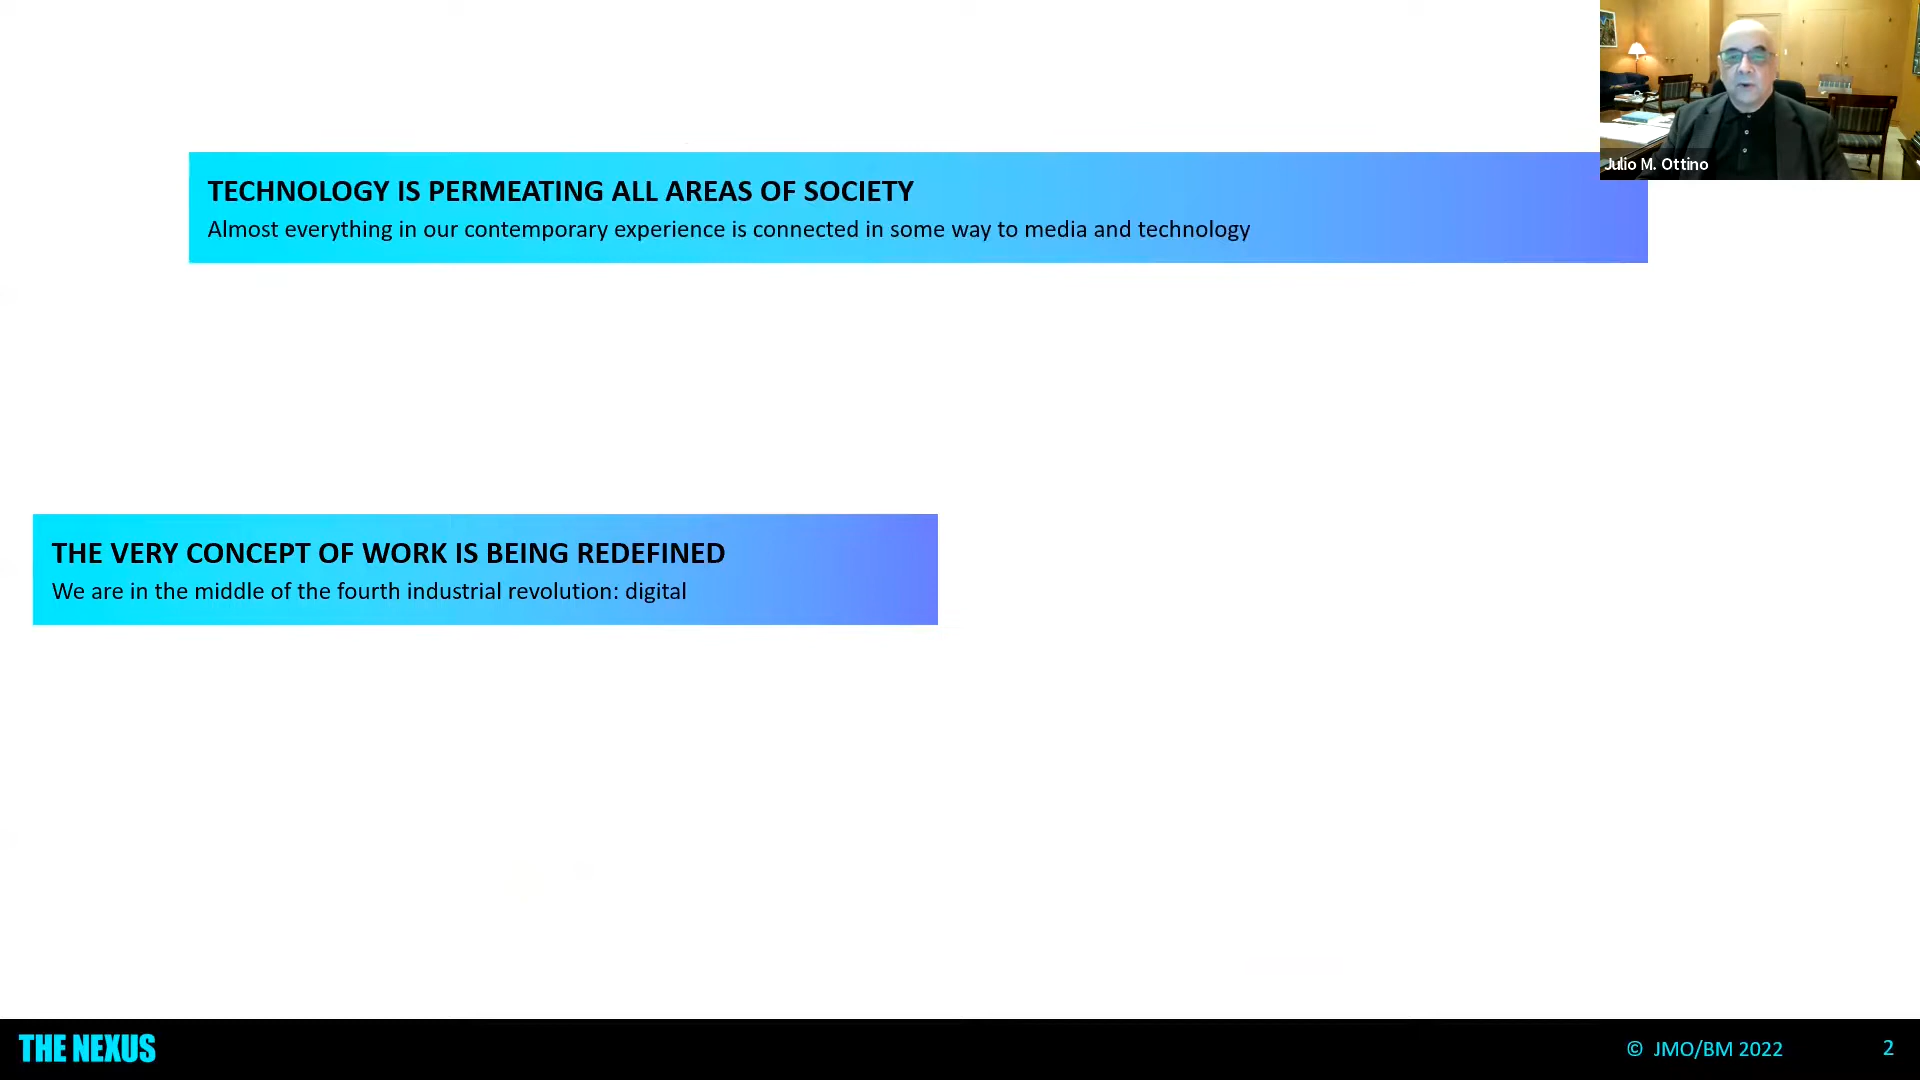 Julio M. Ottino
TECHNOLOGY IS PERMEATING ALL AREAS OF SOCIETY
Almost everything in our contemporary experience is connected in some way to media and technology
THE VERY CONCEPT OF WORK IS BEING REDEFINED
We are in the middle of the fourth industrial revolution: digital
THE NEXUS
© JMO/BM 2022
2